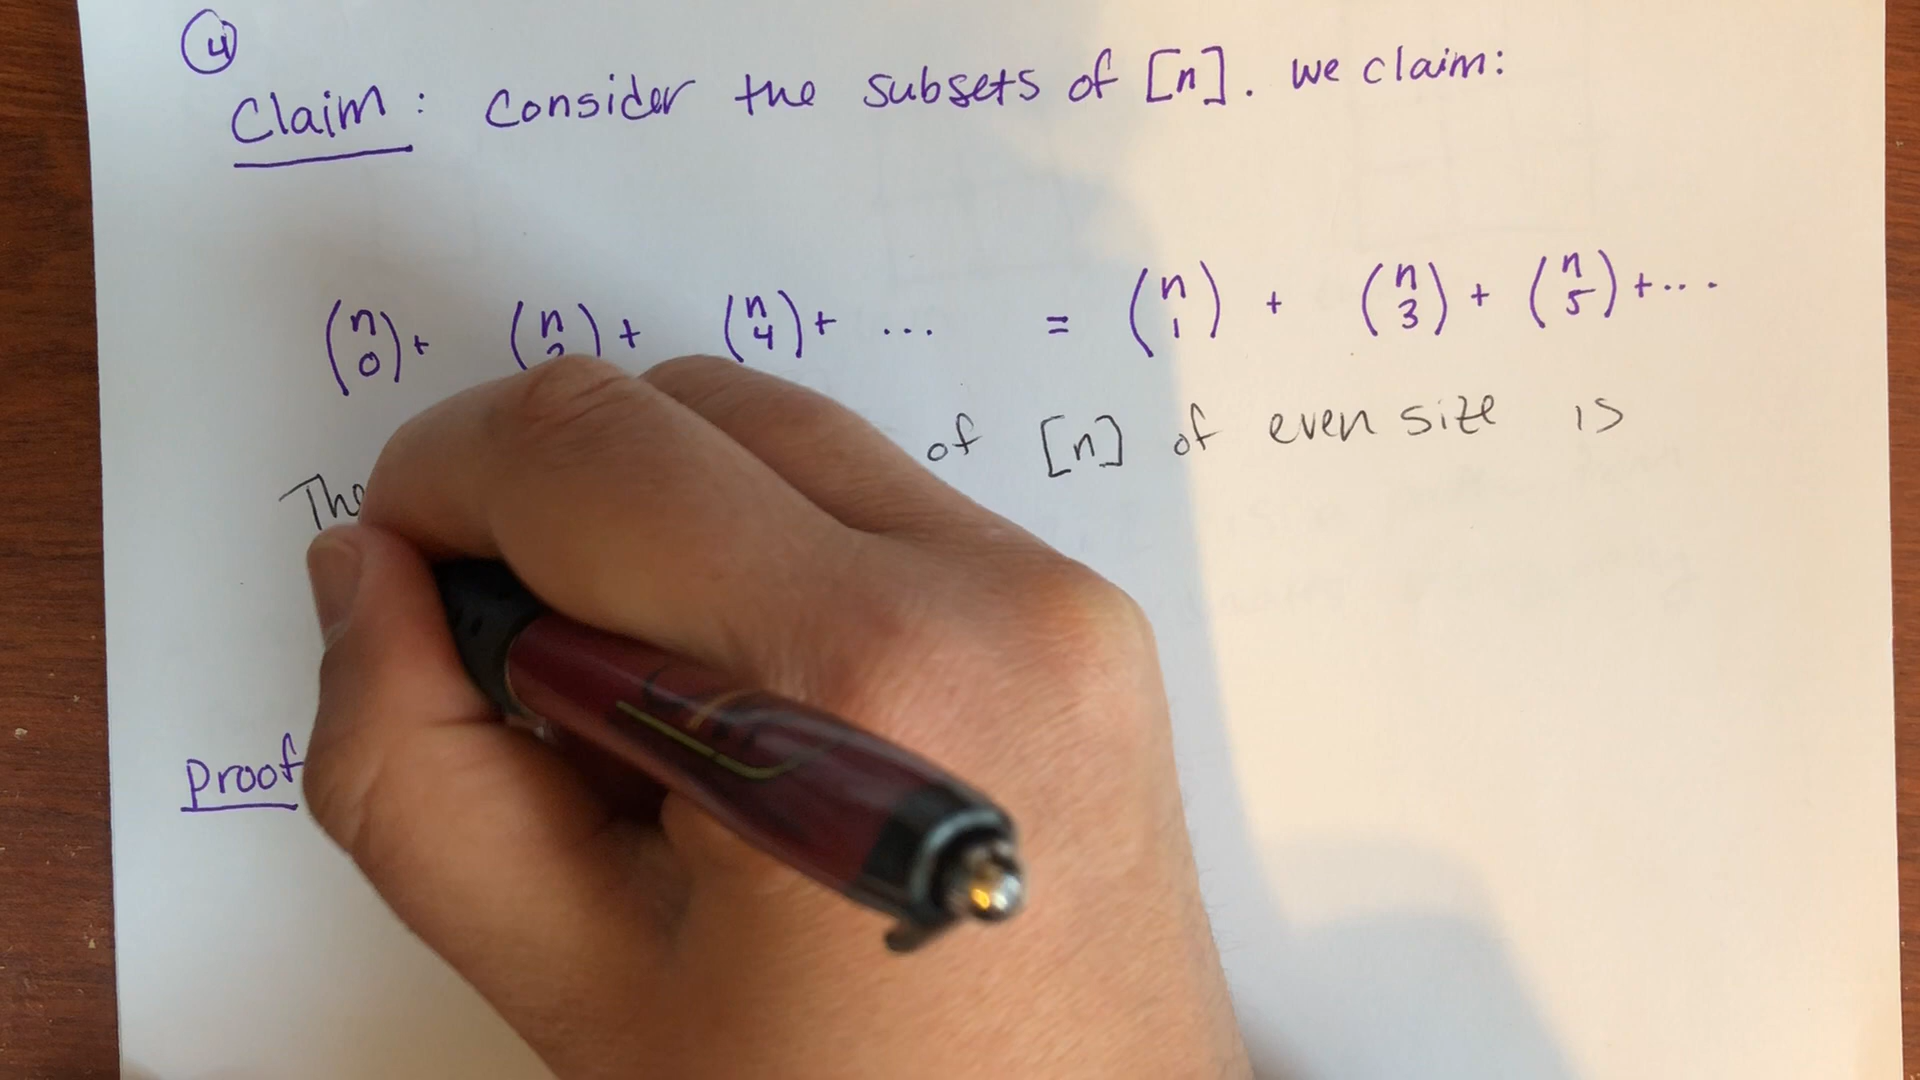 ④
Claim: Consider the subsets of [n]. we claim:
(n 0) + (n 2) + (n 4) + ... = (n 1) + (n 3) + (n 5) + ...
The of [n] of even size is
Proof